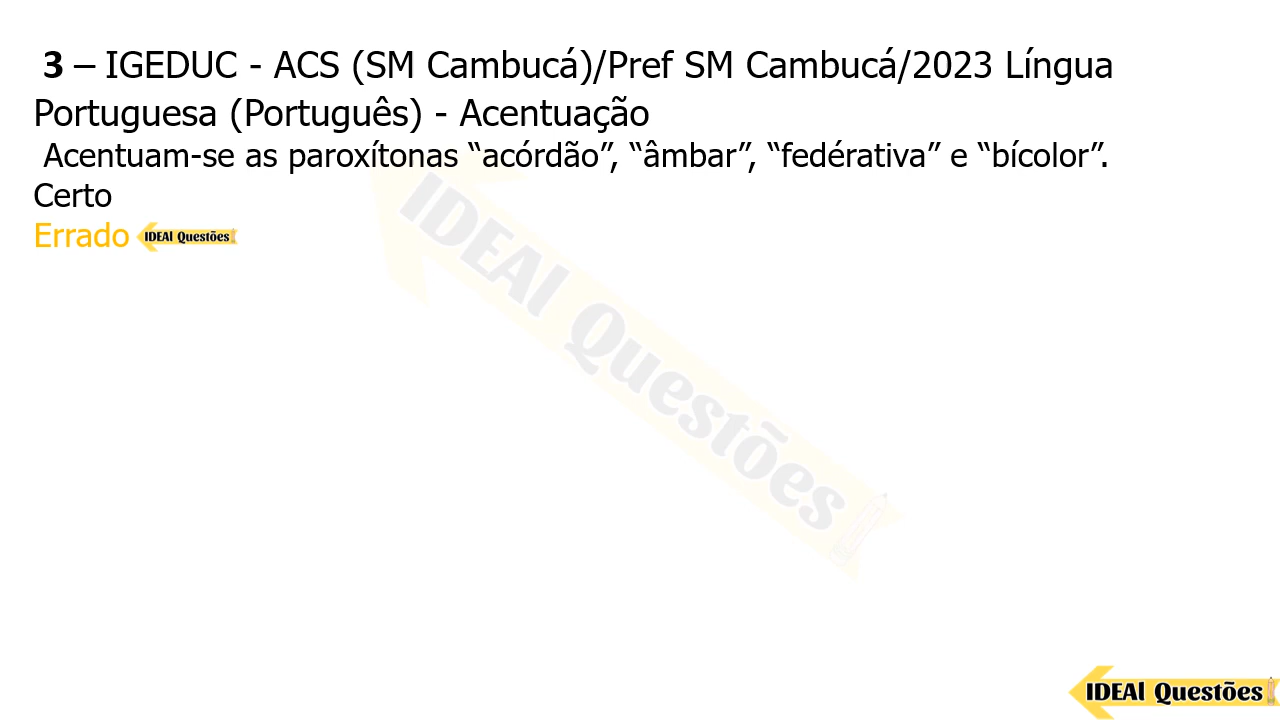 3 – IGEDUC - ACS (SM Cambucá)/Pref SM Cambucá/2023 Língua
Portuguesa (Português) - Acentuação
Acentuam-se as paroxítonas “acórdão”, “âmbar”, “fedérativa” e “bícolor”.
Certo
Errado IDEAl Questões
IDEAl Questões
IDEAl Questões